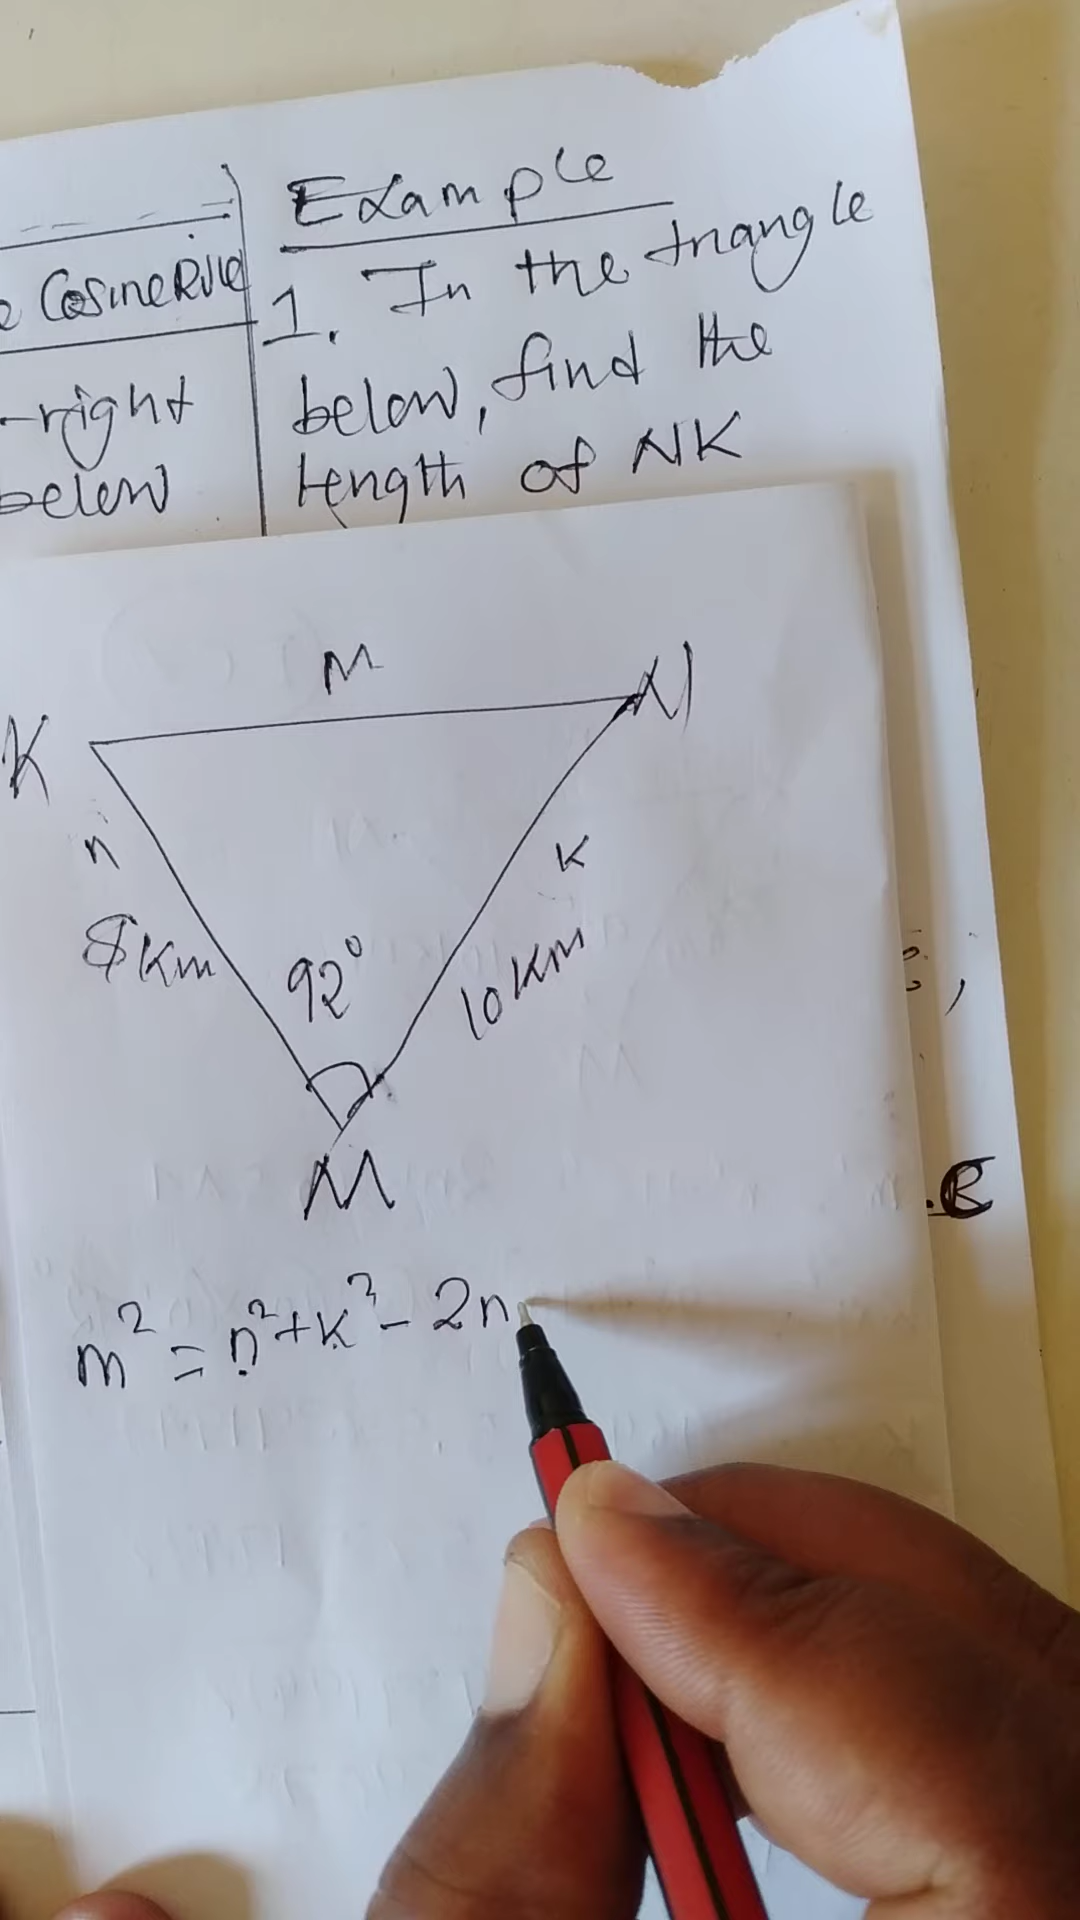 Example
Cosine Rule
1. In the triangle
-right
below, find the
below
length of NK
M
K
N
n
K
8km
92°
10km
M
R
m² = n² + k² - 2n